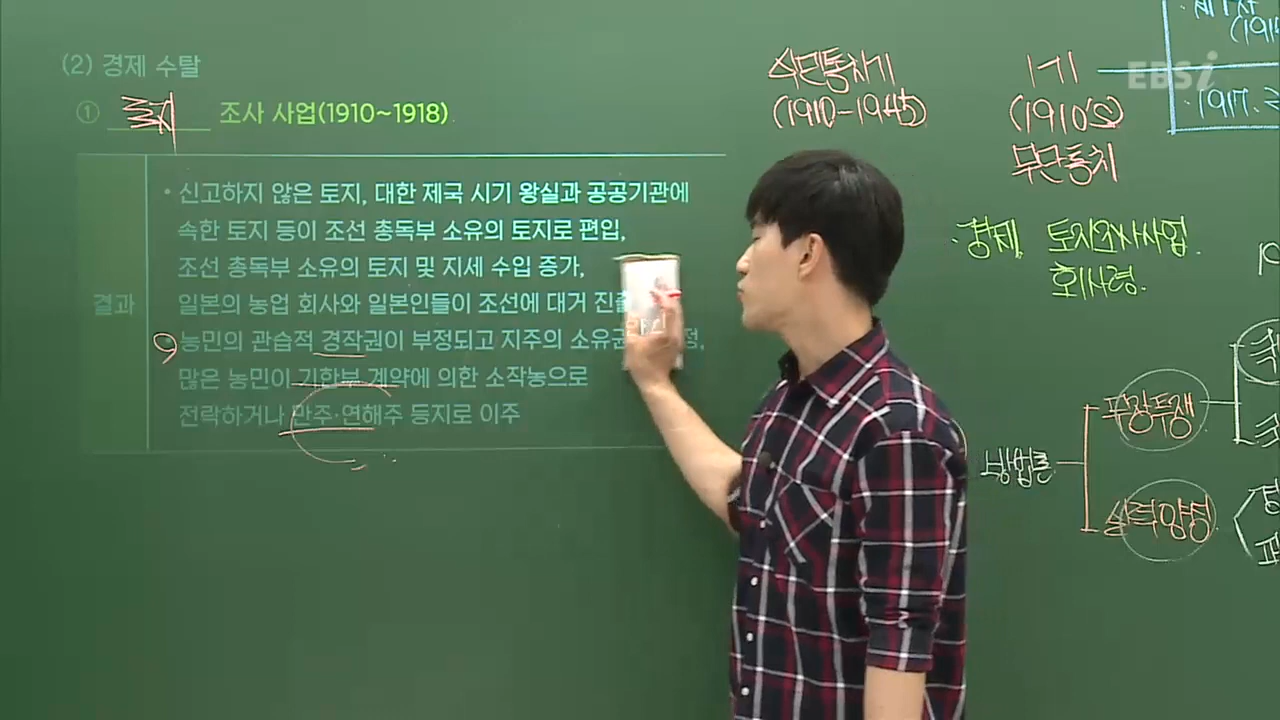 (2) 경제 수탈
① 토지 조사 사업(1910~1918)
결과
• 신고하지 않은 토지, 대한 제국 시기 왕실과 공공기관에
속한 토지 등이 조선 총독부 소유의 토지로 편입,
조선 총독부 소유의 토지 및 지세 수입 증가,
일본의 농업 회사와 일본인들이 조선에 대거
농민의 관습적 경작권이 부정되고 지주의
많은 농민이 기한부 계약에 의한 소작농으로
전락하거나 만주·연해주 등지로 이주
식민통치기
(1910-1945)
1기
(1910's)
무단통치
경제. 토지조사사업.
회사령.
방법론
무장투쟁
실력양성
1917.
EBSi